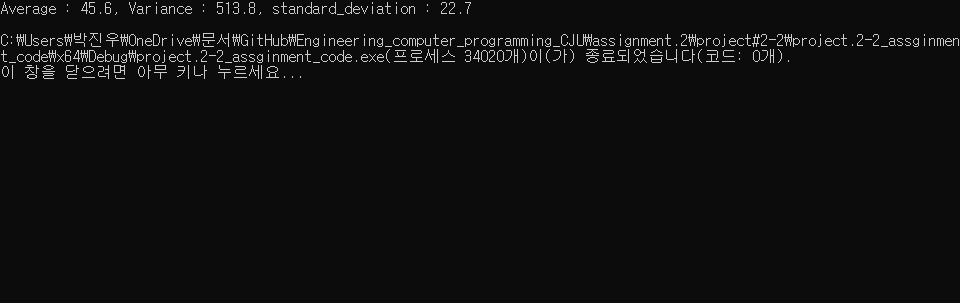 Average : 45.6, Variance : 513.8, standard_deviation : 22.7
C:₩Users₩박진우₩OneDrive₩문서₩GitHub₩Engineering_computer_programming_CJU₩assignment.2₩project#2-2₩project.2-2_assginmen
t_code₩x64₩Debug₩project.2-2_assginment_code.exe(프로세스 34020개)이(가) 종료되었습니다(코드: 0개).
이 창을 닫으려면 아무 키나 누르세요...